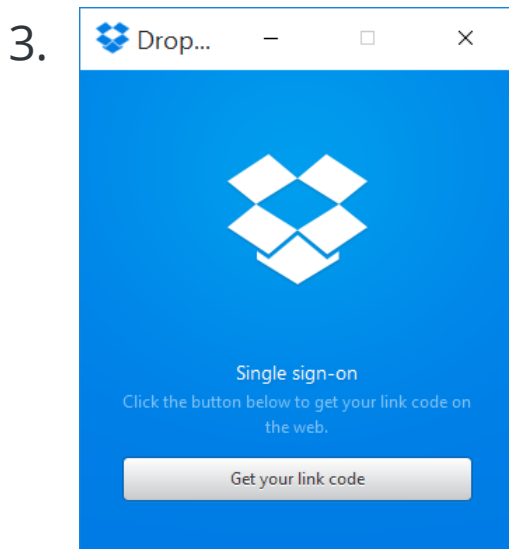 3.
Drop...
Single sign-on
Click the button below to get your link code on
the web.
Get your link code